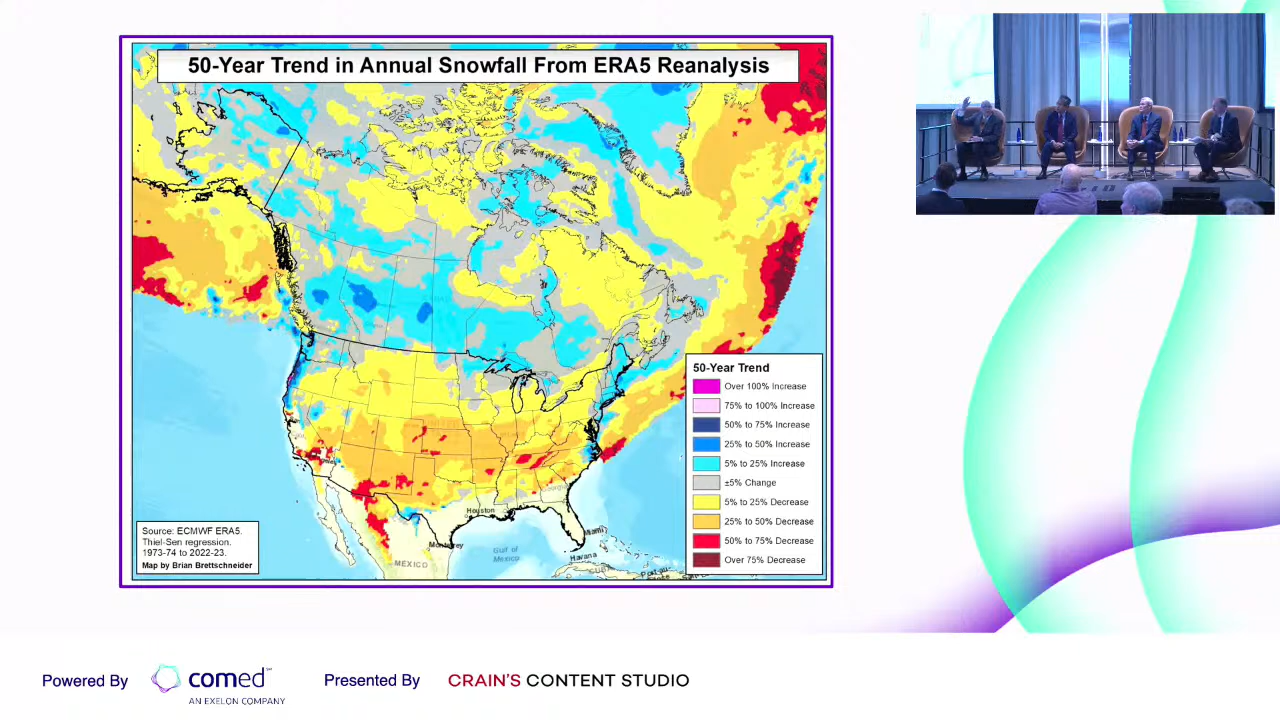 50-Year Trend in Annual Snowfall From ERA5 Reanalysis
50-Year Trend
Over 100% Increase
75% to 100% Increase
50% to 75% Increase
25% to 50% Increase
5% to 25% Increase
±5% Change
5% to 25% Decrease
25% to 50% Decrease
50% to 75% Decrease
Over 75% Decrease
Houston
Monterrey
Gulf of
Mexico
Miami
Havana
MEXICO
Source: ECMWF ERA5.
Thiel-Sen regression.
1973-74 to 2022-23.
Map by Brian Brettschneider
Powered By
comed℠
AN EXELON COMPANY
Presented By
CRAIN'S CONTENT STUDIO